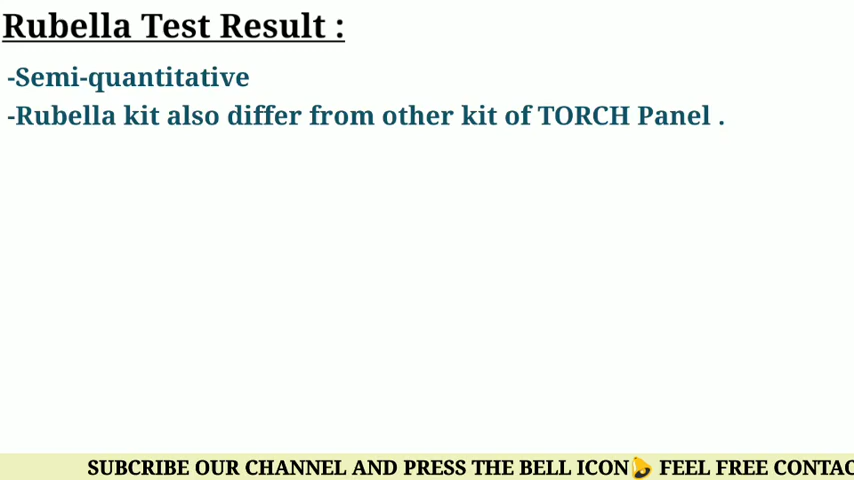 Rubella Test Result :
-Semi-quantitative
-Rubella kit also differ from other kit of TORCH Panel .
SUBCRIBE OUR CHANNEL AND PRESS THE BELL ICON🔔 FEEL FREE CONTAC